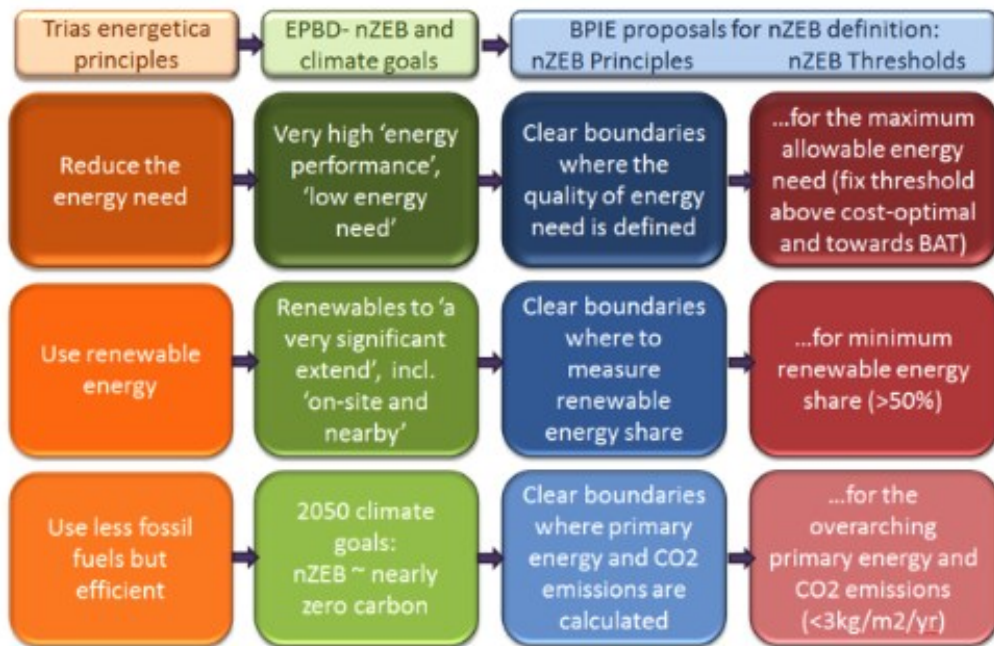 Trias energetica
principles
EPBD- nZEB and
climate goals
BPIE proposals for nZEB definition:
nZEB Principles nZEB Thresholds
Reduce the
energy need
Very high ‘energy
performance’,
‘low energy
need’
Clear boundaries
where the
quality of energy
need is defined
...for the maximum
allowable energy
need (fix threshold
above cost-optimal
and towards BAT)
Use renewable
energy
Renewables to ‘a
very significant
extend’, incl.
‘on-site and
nearby’
Clear boundaries
where to
measure
renewable
energy share
...for minimum
renewable energy
share (>50%)
Use less fossil
fuels but
efficient
2050 climate
goals:
nZEB ~ nearly
zero carbon
Clear boundaries
where primary
energy and CO2
emissions are
calculated
...for the
overarching
primary energy and
CO2 emissions
(<3kg/m2/yr)